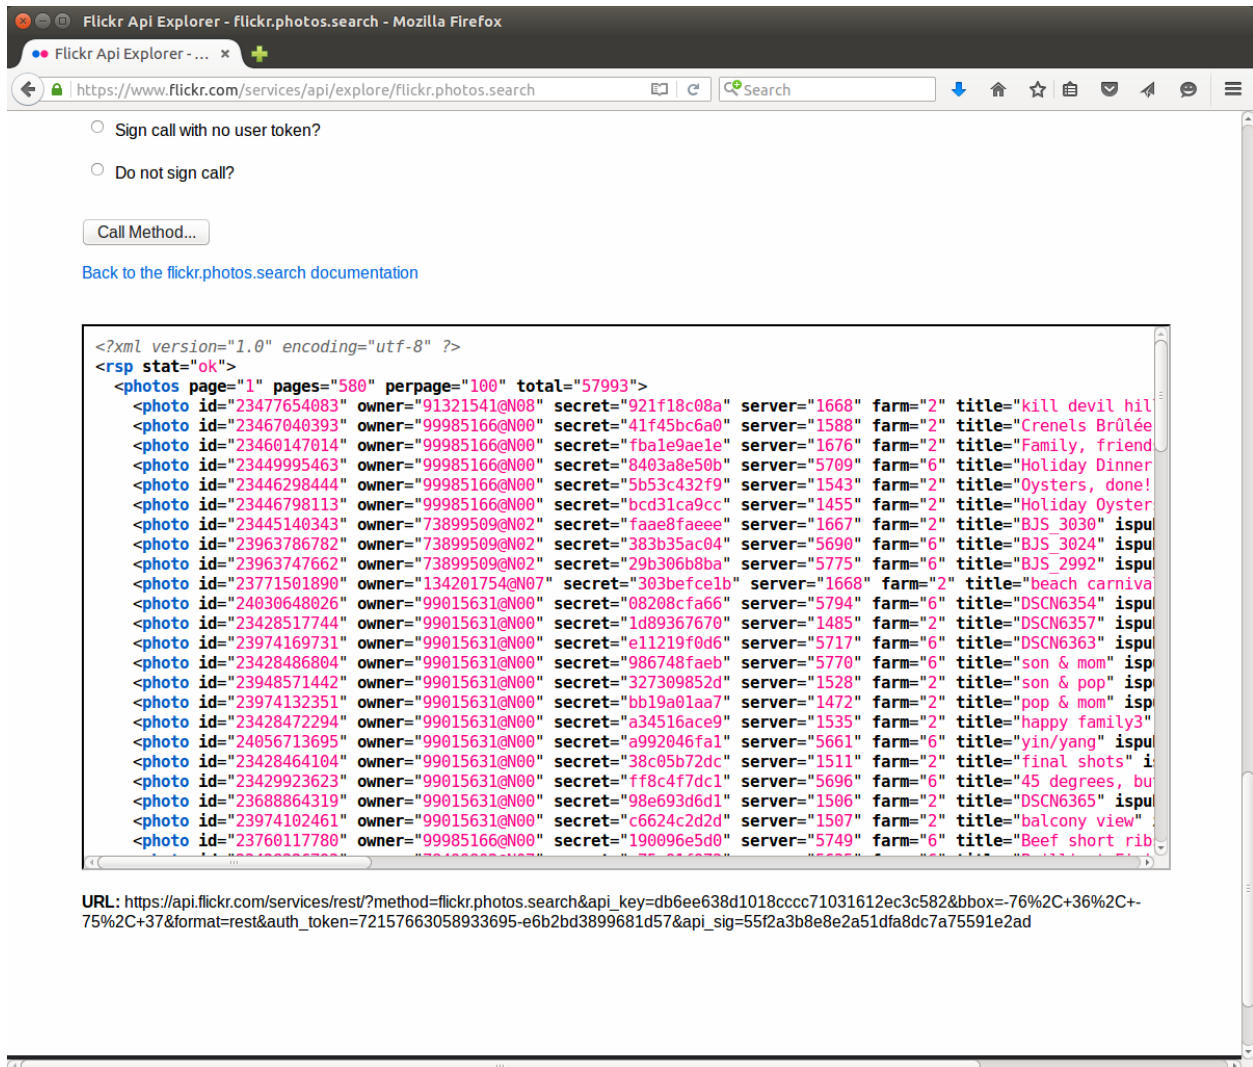 Flickr Api Explorer - flickr.photos.search - Mozilla Firefox
Flickr Api Explorer - ...
https://www.flickr.com/services/api/explore/flickr.photos.search
Search
Sign call with no user token?
Do not sign call?
Call Method...
Back to the flickr.photos.search documentation
<?xml version="1.0" encoding="utf-8" ?>
<rsp stat="ok">
<photos page="1" pages="580" perpage="100" total="57993">
<photo id="23477654083" owner="91321541@N08" secret="921f18c08a" server="1668" farm="2" title="kill devil hil
<photo id="23467040393" owner="99985166@N00" secret="41f45bc6a0" server="1588" farm="2" title="Crenels Brûlée
<photo id="23460147014" owner="99985166@N00" secret="fba1e9ae1e" server="1676" farm="2" title="Family, friend
<photo id="23449995463" owner="99985166@N00" secret="8403a8e50b" server="5709" farm="6" title="Holiday Dinner
<photo id="23446298444" owner="99985166@N00" secret="5b53c432f9" server="1543" farm="2" title="Oysters, done!
<photo id="23446798113" owner="99985166@N00" secret="bcd31ca9cc" server="1455" farm="2" title="Holiday Oyster
<photo id="23445140343" owner="73899509@N02" secret="faae8faeee" server="1667" farm="2" title="BJS_3030" ispu
<photo id="23963786782" owner="73899509@N02" secret="383b35ac04" server="5690" farm="6" title="BJS_3024" ispu
<photo id="23963747662" owner="73899509@N02" secret="29b306b8ba" server="5775" farm="6" title="BJS_2992" ispu
<photo id="23771501890" owner="134201754@N07" secret="303befce1b" server="1668" farm="2" title="beach carniva
<photo id="24030648026" owner="99015631@N00" secret="08208cfa66" server="5794" farm="6" title="DSCN6354" ispu
<photo id="23428517744" owner="99015631@N00" secret="1d89367670" server="1485" farm="2" title="DSCN6357" ispu
<photo id="23974169731" owner="99015631@N00" secret="e11219f0d6" server="5717" farm="6" title="DSCN6363" ispu
<photo id="23428486804" owner="99015631@N00" secret="986748faeb" server="5770" farm="6" title="son & mom" isp
<photo id="23948571442" owner="99015631@N00" secret="327309852d" server="1528" farm="2" title="son & pop" isp
<photo id="23974132351" owner="99015631@N00" secret="bb19a01aa7" server="1472" farm="2" title="pop & mom" isp
<photo id="23428472294" owner="99015631@N00" secret="a34516ace9" server="1535" farm="2" title="happy family3"
<photo id="24056713695" owner="99015631@N00" secret="a992046fa1" server="5661" farm="6" title="yin/yang" ispu
<photo id="23428464104" owner="99015631@N00" secret="38c05b72dc" server="1511" farm="2" title="final shots" i
<photo id="23429923623" owner="99015631@N00" secret="ff8c4f7dc1" server="5696" farm="6" title="45 degrees, bu
<photo id="23688864319" owner="99015631@N00" secret="98e693d6d1" server="1506" farm="2" title="DSCN6365" ispu
<photo id="23974102461" owner="99015631@N00" secret="c6624c2d2d" server="1507" farm="2" title="balcony view"
<photo id="23760117780" owner="99985166@N00" secret="190096e5d0" server="5749" farm="6" title="Beef short rib
URL: https://api.flickr.com/services/rest/?method=flickr.photos.search&api_key=db6ee638d1018cccc71031612ec3c582&bbox=-76%2C+36%2C+-
75%2C+37&format=rest&auth_token=72157663058933695-e6b2bd3899681d57&api_sig=55f2a3b8e8e2a51dfa8dc7a75591e2ad